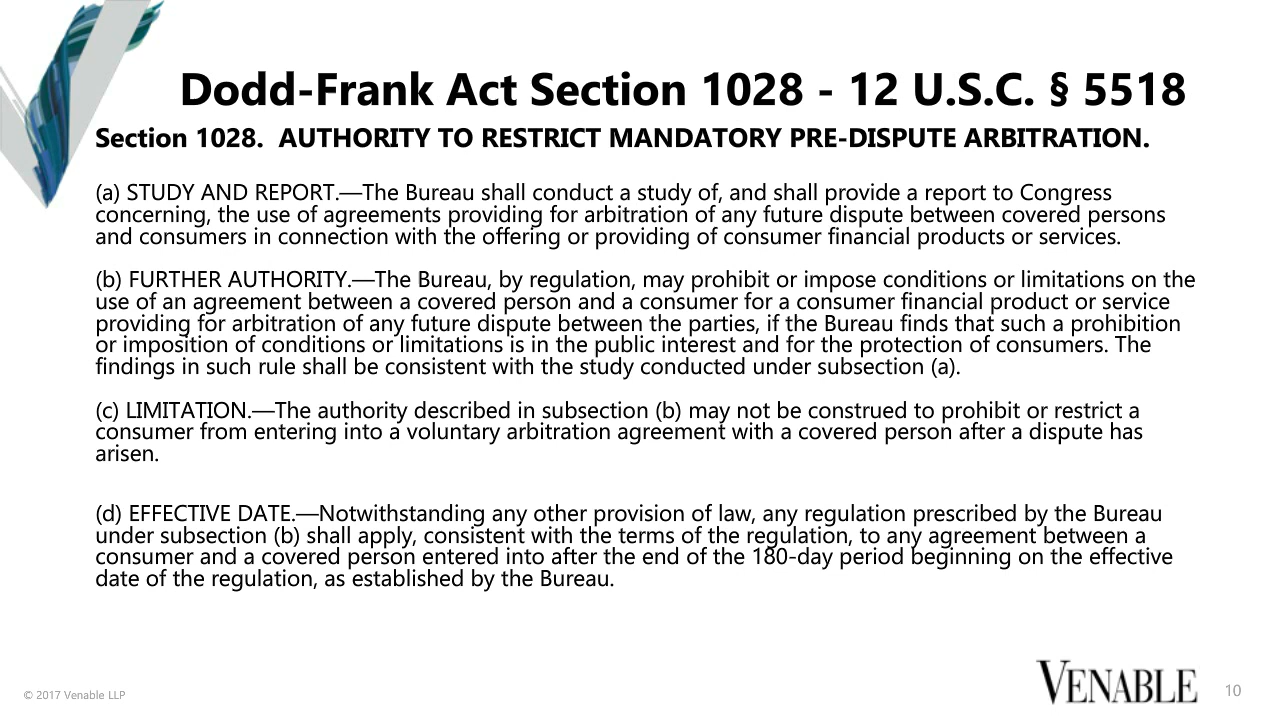 Dodd-Frank Act Section 1028 - 12 U.S.C. § 5518
Section 1028.  AUTHORITY TO RESTRICT MANDATORY PRE-DISPUTE ARBITRATION.
(a) STUDY AND REPORT.—The Bureau shall conduct a study of, and shall provide a report to Congress
concerning, the use of agreements providing for arbitration of any future dispute between covered persons
and consumers in connection with the offering or providing of consumer financial products or services.
(b) FURTHER AUTHORITY.—The Bureau, by regulation, may prohibit or impose conditions or limitations on the
use of an agreement between a covered person and a consumer for a consumer financial product or service
providing for arbitration of any future dispute between the parties, if the Bureau finds that such a prohibition
or imposition of conditions or limitations is in the public interest and for the protection of consumers. The
findings in such rule shall be consistent with the study conducted under subsection (a).
(c) LIMITATION.—The authority described in subsection (b) may not be construed to prohibit or restrict a
consumer from entering into a voluntary arbitration agreement with a covered person after a dispute has
arisen.
(d) EFFECTIVE DATE.—Notwithstanding any other provision of law, any regulation prescribed by the Bureau
under subsection (b) shall apply, consistent with the terms of the regulation, to any agreement between a
consumer and a covered person entered into after the end of the 180-day period beginning on the effective
date of the regulation, as established by the Bureau.
© 2017 Venable LLP
VENABLE
10